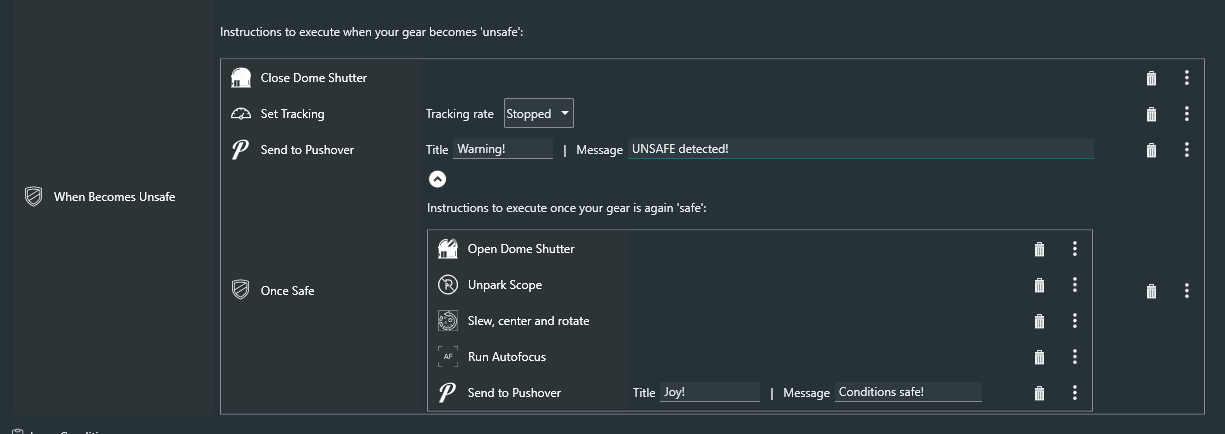 Instructions to execute when your gear becomes 'unsafe':
Close Dome Shutter
Set Tracking Tracking rate Stopped
Send to Pushover Title Warning! | Message UNSAFE detected!
When Becomes Unsafe
Instructions to execute once your gear is again 'safe':
Open Dome Shutter
Unpark Scope
Once Safe
Slew, center and rotate
AF Run Autofocus
Send to Pushover Title Joy! | Message Conditions safe!